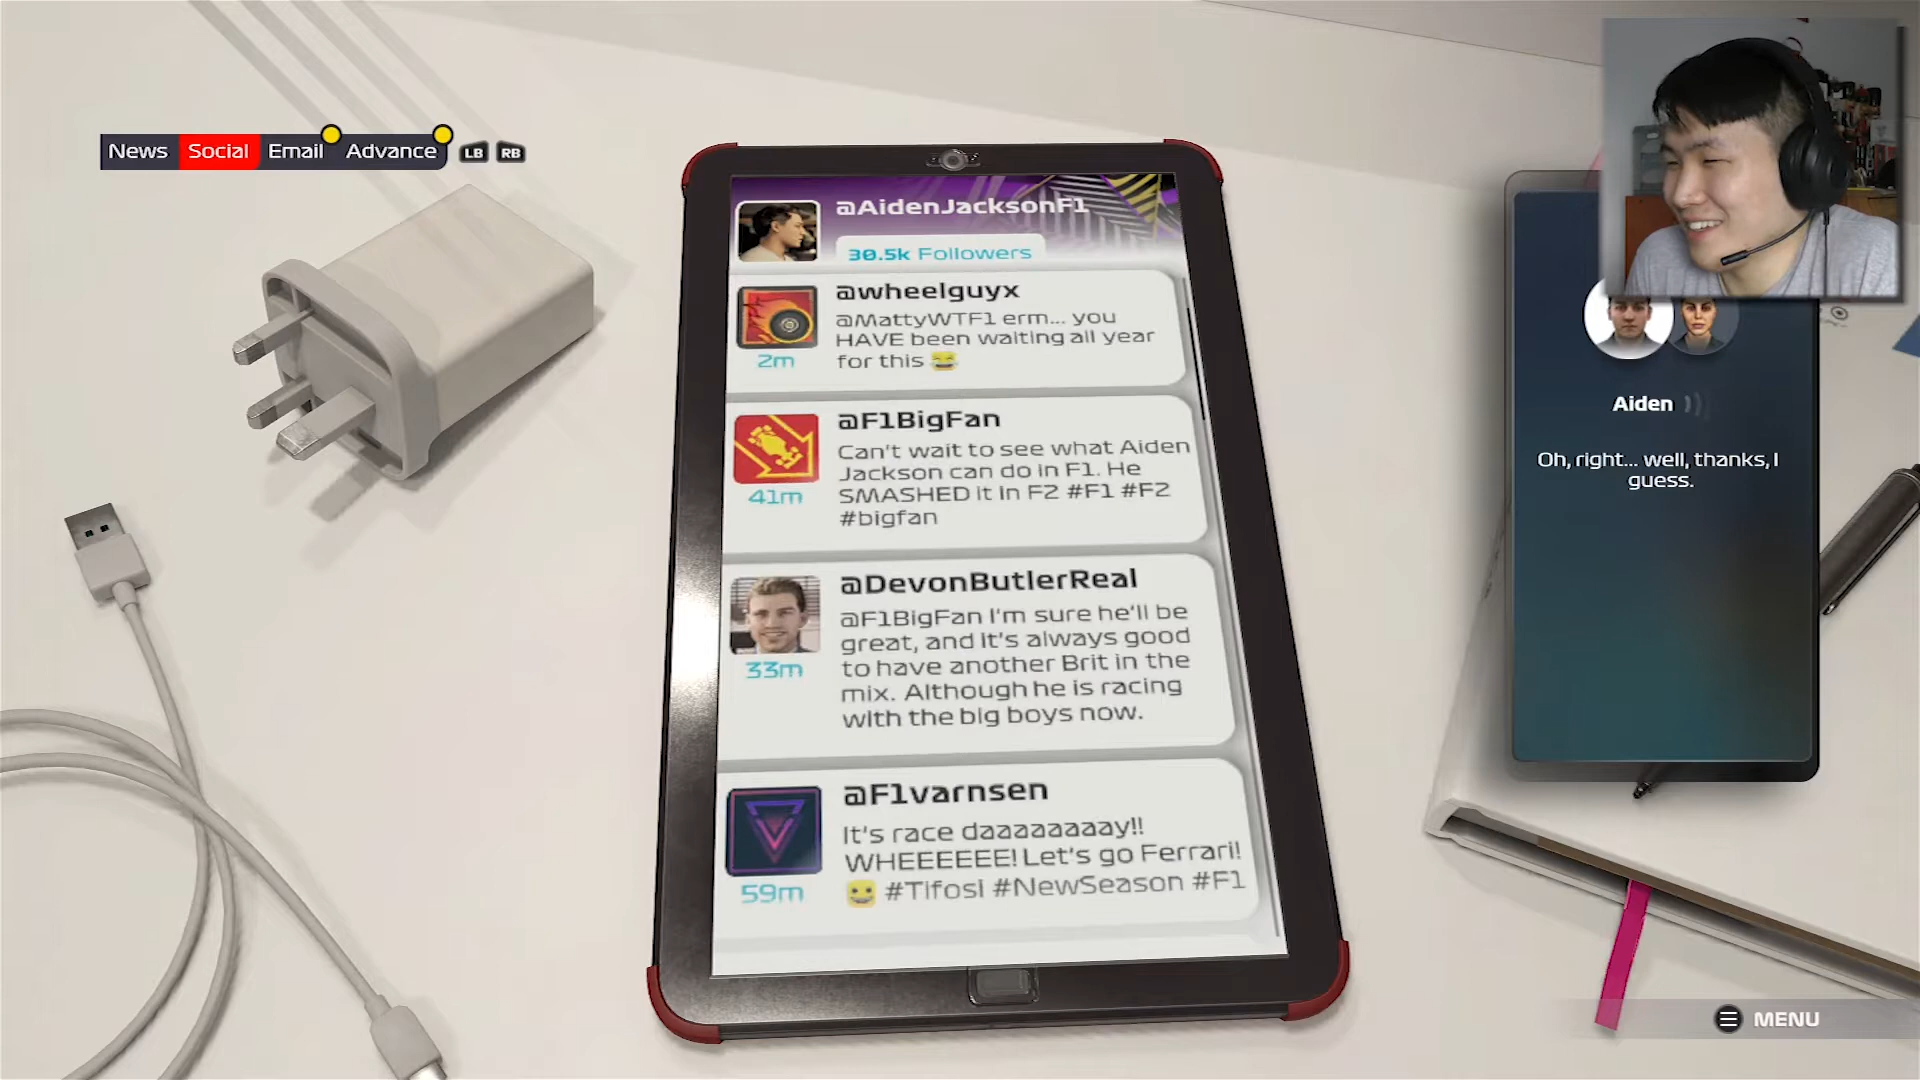 News Social Email Advance LB RB
@AidenJacksonF1
30.5k Followers
@wheelguyx
@MattyWTF1 erm... you
HAVE been waiting all year
for this 😂
2m
@F1BigFan
Can't wait to see what Aiden
Jackson can do in F1. He
SMASHED it in F2 #F1 #F2
#bigfan
41m
@DevonButlerReal
@F1BigFan I'm sure he'll be
great, and it's always good
to have another Brit in the
mix. Although he is racing
with the big boys now.
33m
@F1varnsen
It's race daaaaaaaay!!
WHEEEEEE! Let's go Ferrari!
😀 #Tifosi #NewSeason #F1
59m
Aiden
Oh, right... well, thanks, I
guess.
MENU